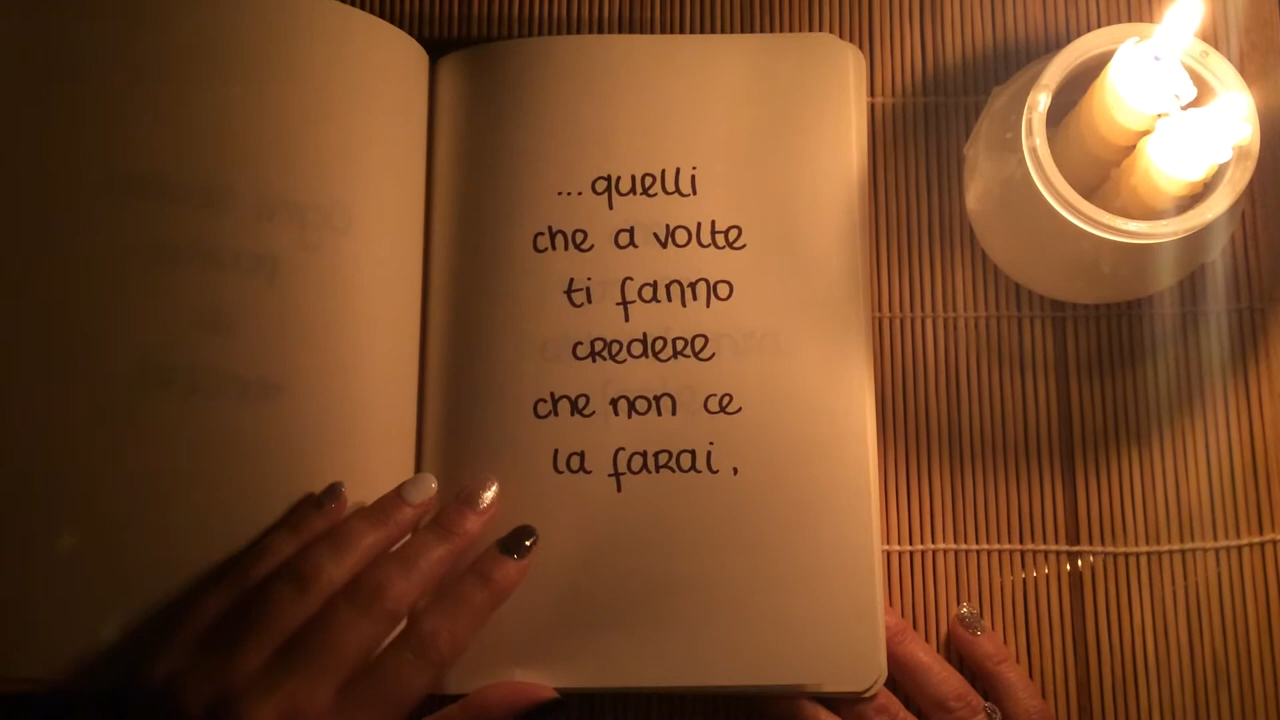 ...quelli
che a volte
ti fanno
credere
che non ce
la farai,